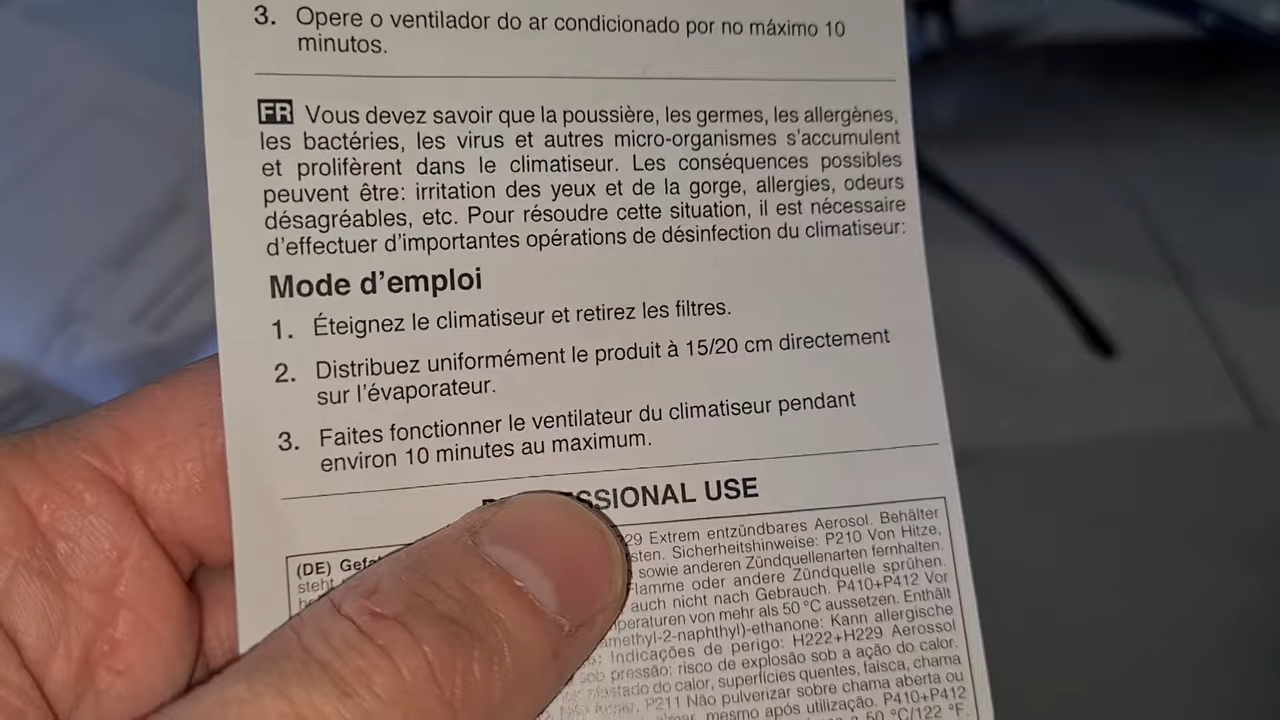 3. Opere o ventilador do ar condicionado por no máximo 10
minutos.
FR Vous devez savoir que la poussière, les germes, les allergènes,
les bactéries, les virus et autres micro-organismes s'accumulent
et prolifèrent dans le climatiseur. Les conséquences possibles
peuvent être: irritation des yeux et de la gorge, allergies, odeurs
désagréables, etc. Pour résoudre cette situation, il est nécessaire
d'effectuer d'importantes opérations de désinfection du climatiseur:
Mode d'emploi
1. Éteignez le climatiseur et retirez les filtres.
2. Distribuez uniformément le produit à 15/20 cm directement
sur l'évaporateur.
3. Faites fonctionner le ventilateur du climatiseur pendant
environ 10 minutes au maximum.
USE
(DE) Extrem entzündbares Aerosol. Behälter
steht Sicherheitshinweise: P210 Von Hitze,
sowie anderen Zündquellenarten fernhalten.
Flamme oder andere Zündquelle sprühen.
auch nicht nach Gebrauch. P410+P412 Vor
von mehr als 50 °C aussetzen. Enthält
Kann allergische
Indicações de perigo: H222+H229 Aerossol
sob pressão: risco de explosão sob a ação do calor.
do calor, superfícies quentes, faísca, chama
P211 Não pulverizar sobre chama aberta ou
mesmo após utilização. P410+P412
50 °C/122 °F.